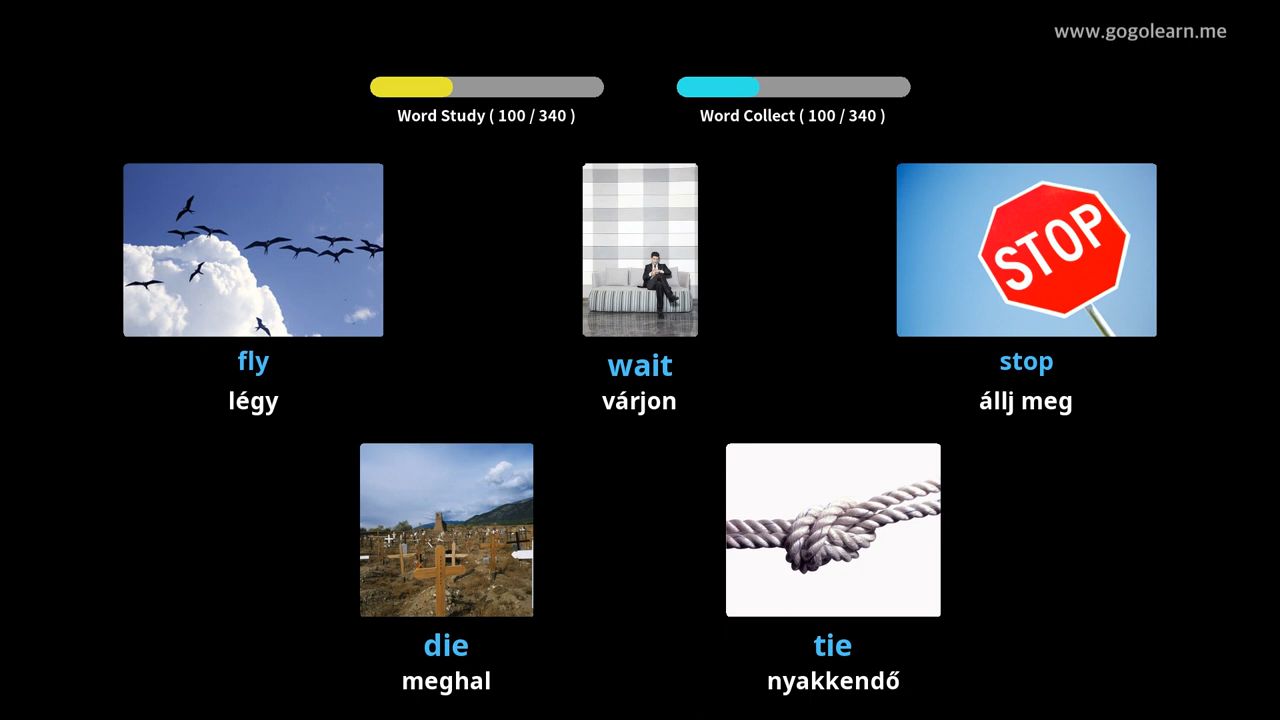 www.gogolearn.me
Word Study ( 100 / 340 )
Word Collect ( 100 / 340 )
STOP
fly
wait
stop
légy
várjon
állj meg
die
tie
meghal
nyakkendő